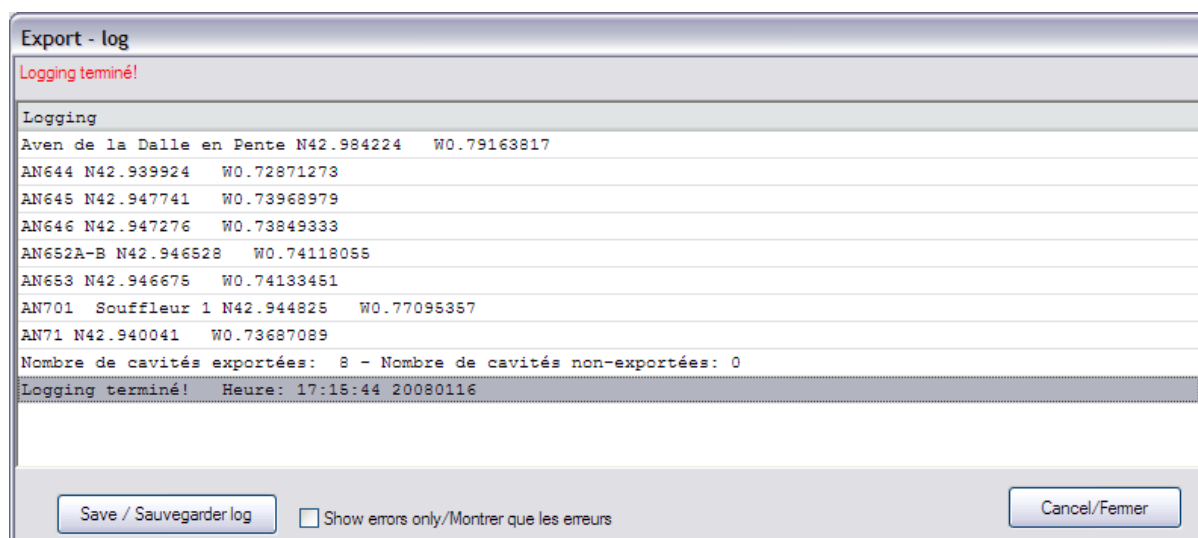 Export - log
Logging terminé!
Logging
Aven de la Dalle en Pente N42.984224   W0.79163817
AN644 N42.939924   W0.72871273
AN645 N42.947741   W0.73968979
AN646 N42.947276   W0.73849333
AN652A-B N42.946528   W0.74118055
AN653 N42.946675   W0.74133451
AN701  Souffleur 1 N42.944825   W0.77095357
AN71 N42.940041   W0.73687089
Nombre de cavités exportées:  8 - Nombre de cavités non-exportées: 0
Logging terminé!   Heure: 17:15:44 20080116
Save / Sauvegarder log
Show errors only/Montrer que les erreurs
Cancel/Fermer